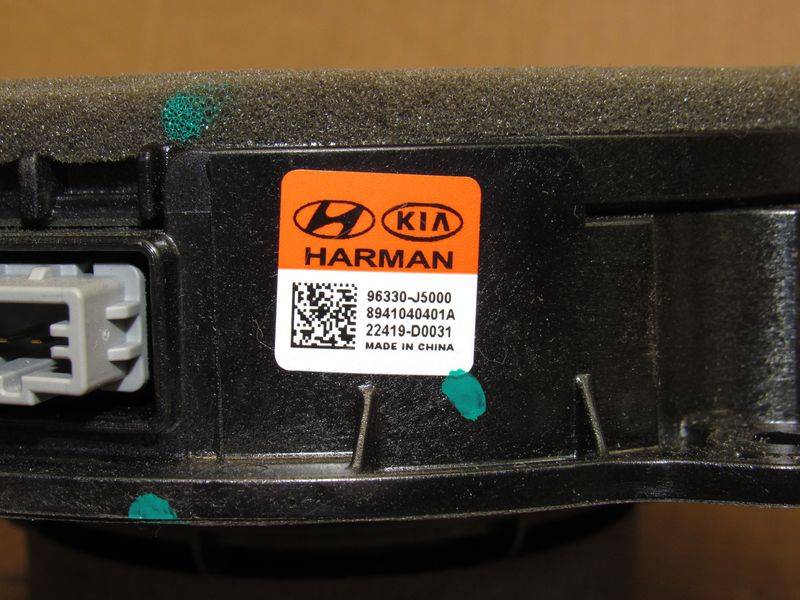 KIA
HARMAN
96330-J5000
8941040401A
22419-D0031
MADE IN CHINA